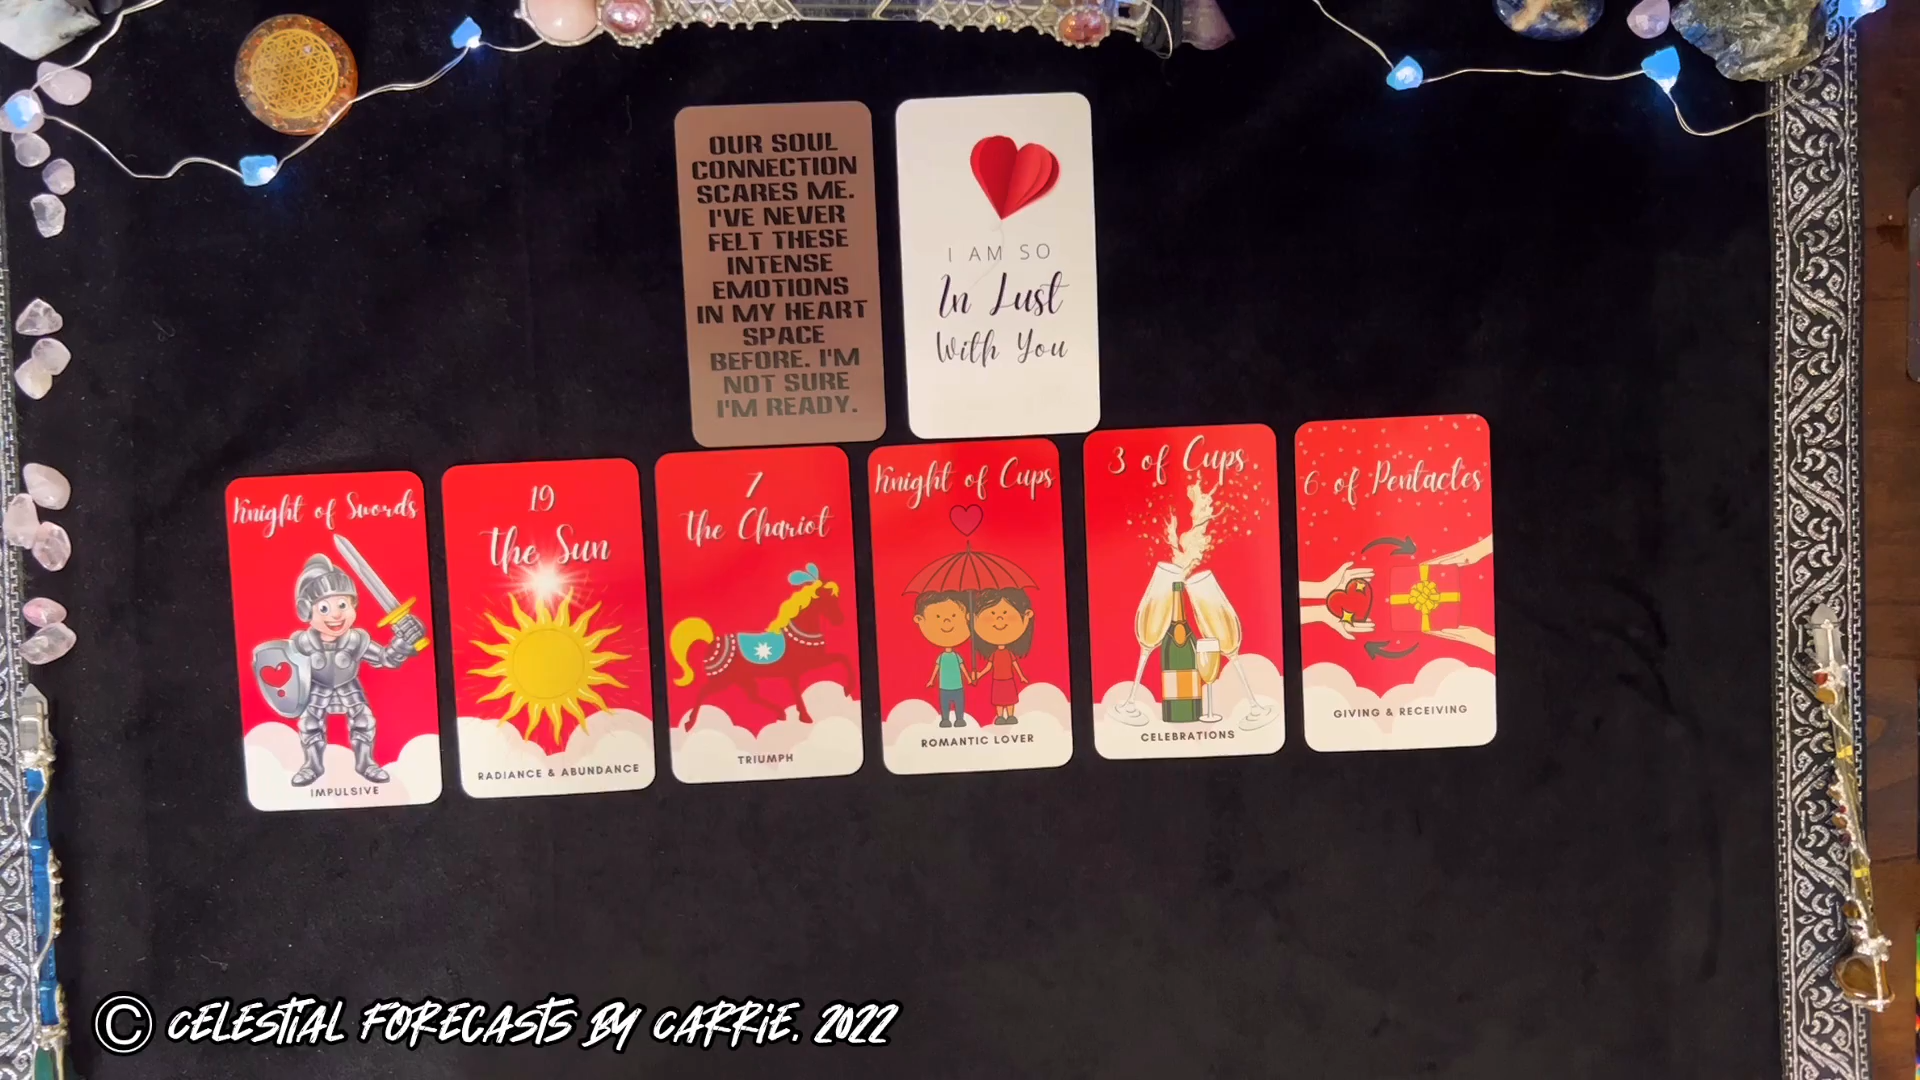 OUR SOUL
CONNECTION
SCARES ME.
I'VE NEVER
FELT THESE
INTENSE
EMOTIONS
IN MY HEART
SPACE
BEFORE. I'M
NOT SURE
I'M READY.
I AM SO
In Lust
With You
Knight of Swords
IMPULSIVE
19
the Sun
RADIANCE & ABUNDANCE
7
the Chariot
TRIUMPH
Knight of Cups
ROMANTIC LOVER
3 of Cups
CELEBRATIONS
6 of Pentacles
GIVING & RECEIVING
© CELESTIAL FORECASTS BY CARRIE. 2022